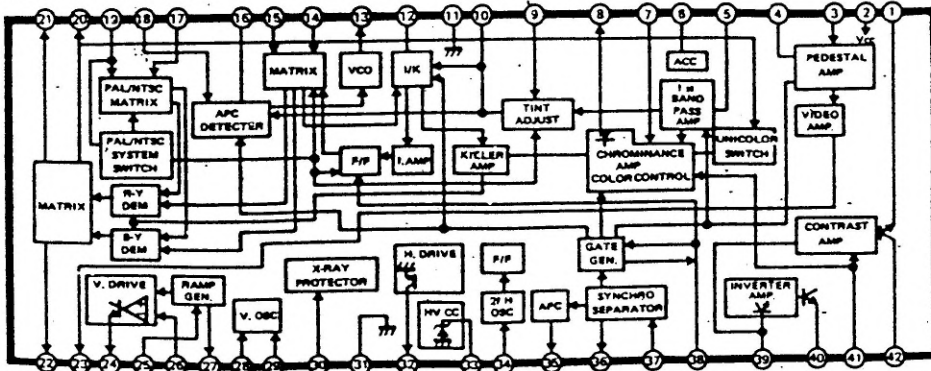 21 20 19 18 17 16 15 14 13 12 11 10 9 8 7 6 5 4 3 2 1
Vcc
MATRIX
VCO
I/K
ACC
PEDESTAL
AMP
PAL/NTSC
MATRIX
APC
DETECTOR
TINT
ADJUST
BAND
PASS
AMP
VIDEO
AMP
PAL/NTSC
SYSTEM
SWITCH
F/F
I. AMP
KILLER
AMP
CHROMINANCE
AMP
COLOR CONTROL
UNICOLOR
SWITCH
MATRIX
R-Y
DEM
B-Y
DEM
CONTRAST
AMP
V. DRIVE
RAMP
GEN.
X-RAY
PROTECTOR
H. DRIVE
F/F
GATE
GEN.
V. OSC
HV CC
2f H
OSC
AFC
SYNCHRO
SEPARATOR
INVERTER
AMP
22 23 24 25 26 27 28 29 30 31 32 33 34 35 36 37 38 39 40 41 42